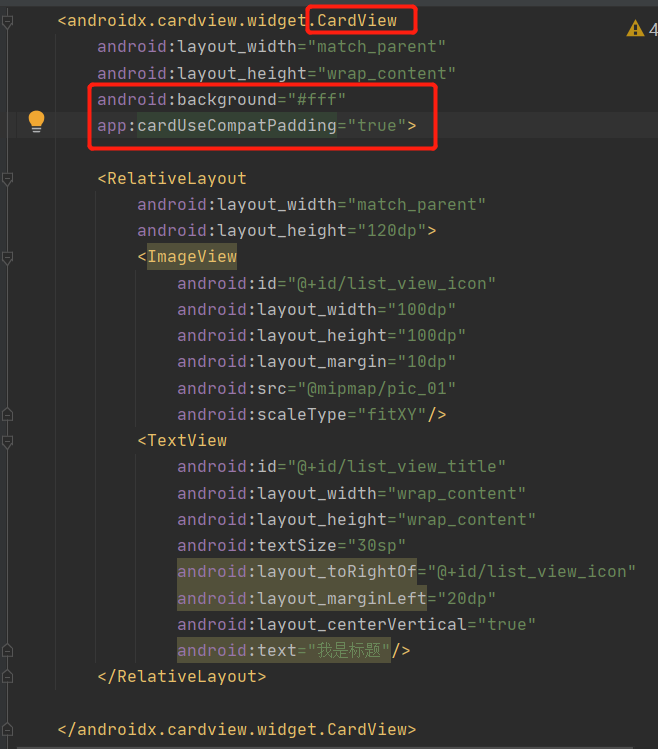 <androidx.cardview.widget.CardView
android:layout_width="match_parent"
android:layout_height="wrap_content"
android:background="#fff"
app:cardUseCompatPadding="true">
<RelativeLayout
android:layout_width="match_parent"
android:layout_height="120dp">
<ImageView
android:id="@+id/list_view_icon"
android:layout_width="100dp"
android:layout_height="100dp"
android:layout_margin="10dp"
android:src="@mipmap/pic_01"
android:scaleType="fitXY"/>
<TextView
android:id="@+id/list_view_title"
android:layout_width="wrap_content"
android:layout_height="wrap_content"
android:textSize="30sp"
android:layout_toRightOf="@+id/list_view_icon"
android:layout_marginLeft="20dp"
android:layout_centerVertical="true"
android:text="我是标题"/>
</RelativeLayout>
</androidx.cardview.widget.CardView>
4